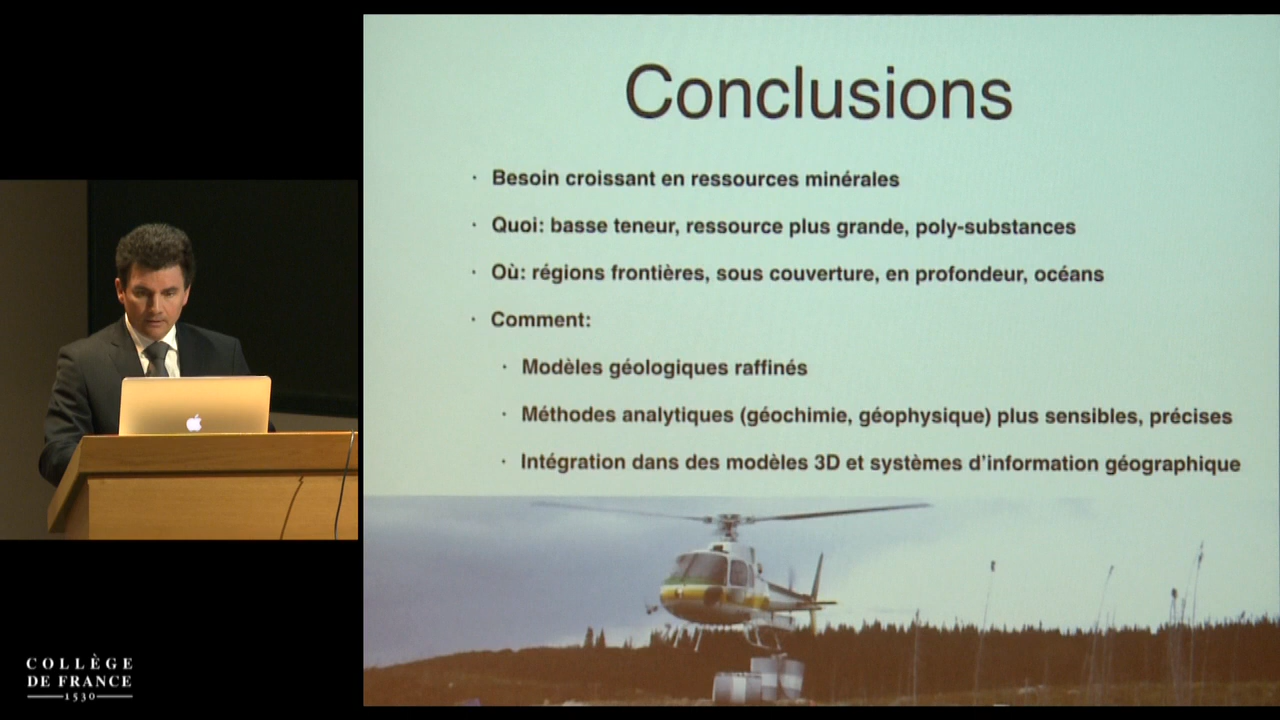 Conclusions
· Besoin croissant en ressources minérales
· Quoi: basse teneur, ressource plus grande, poly-substances
· Où: régions frontières, sous couverture, en profondeur, océans
· Comment:
· Modèles géologiques raffinés
· Méthodes analytiques (géochimie, géophysique) plus sensibles, précises
· Intégration dans des modèles 3D et systèmes d'information géographique
COLLÈGE
DE FRANCE
1530